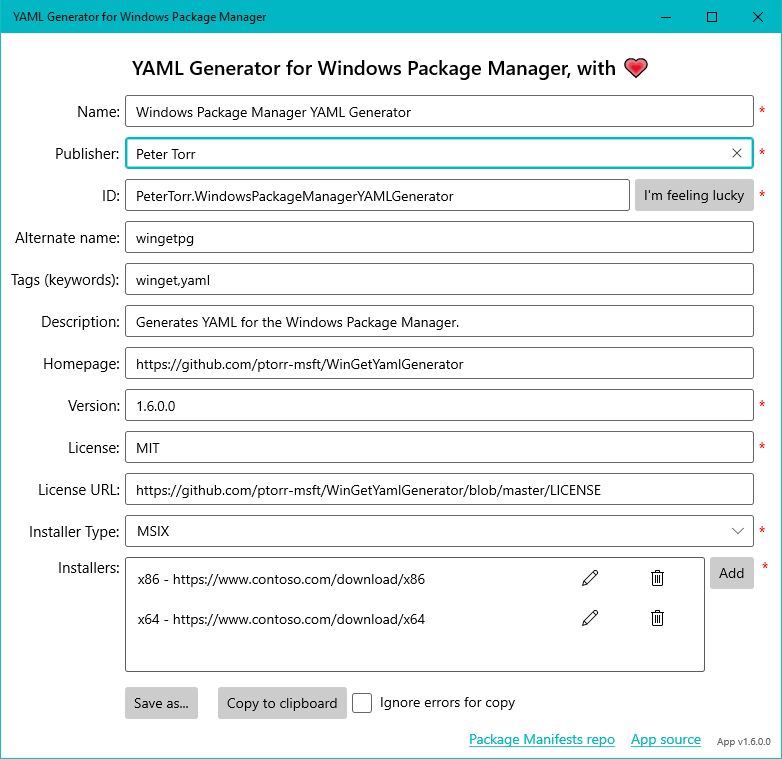 YAML Generator for Windows Package Manager
YAML Generator for Windows Package Manager, with
Name: Windows Package Manager YAML Generator *
Publisher: Peter Torr *
ID: PeterTorr.WindowsPackageManagerYAMLGenerator I'm feeling lucky *
Alternate name: wingetpg
Tags (keywords): winget,yaml
Description: Generates YAML for the Windows Package Manager.
Homepage: https://github.com/ptorr-msft/WinGetYamlGenerator
Version: 1.6.0.0 *
License: MIT *
License URL: https://github.com/ptorr-msft/WinGetYamlGenerator/blob/master/LICENSE
Installer Type: MSIX *
Installers: x86 - https://www.contoso.com/download/x86 Add *
x64 - https://www.contoso.com/download/x64
Save as... Copy to clipboard Ignore errors for copy
Package Manifests repo App source App v1.6.0.0